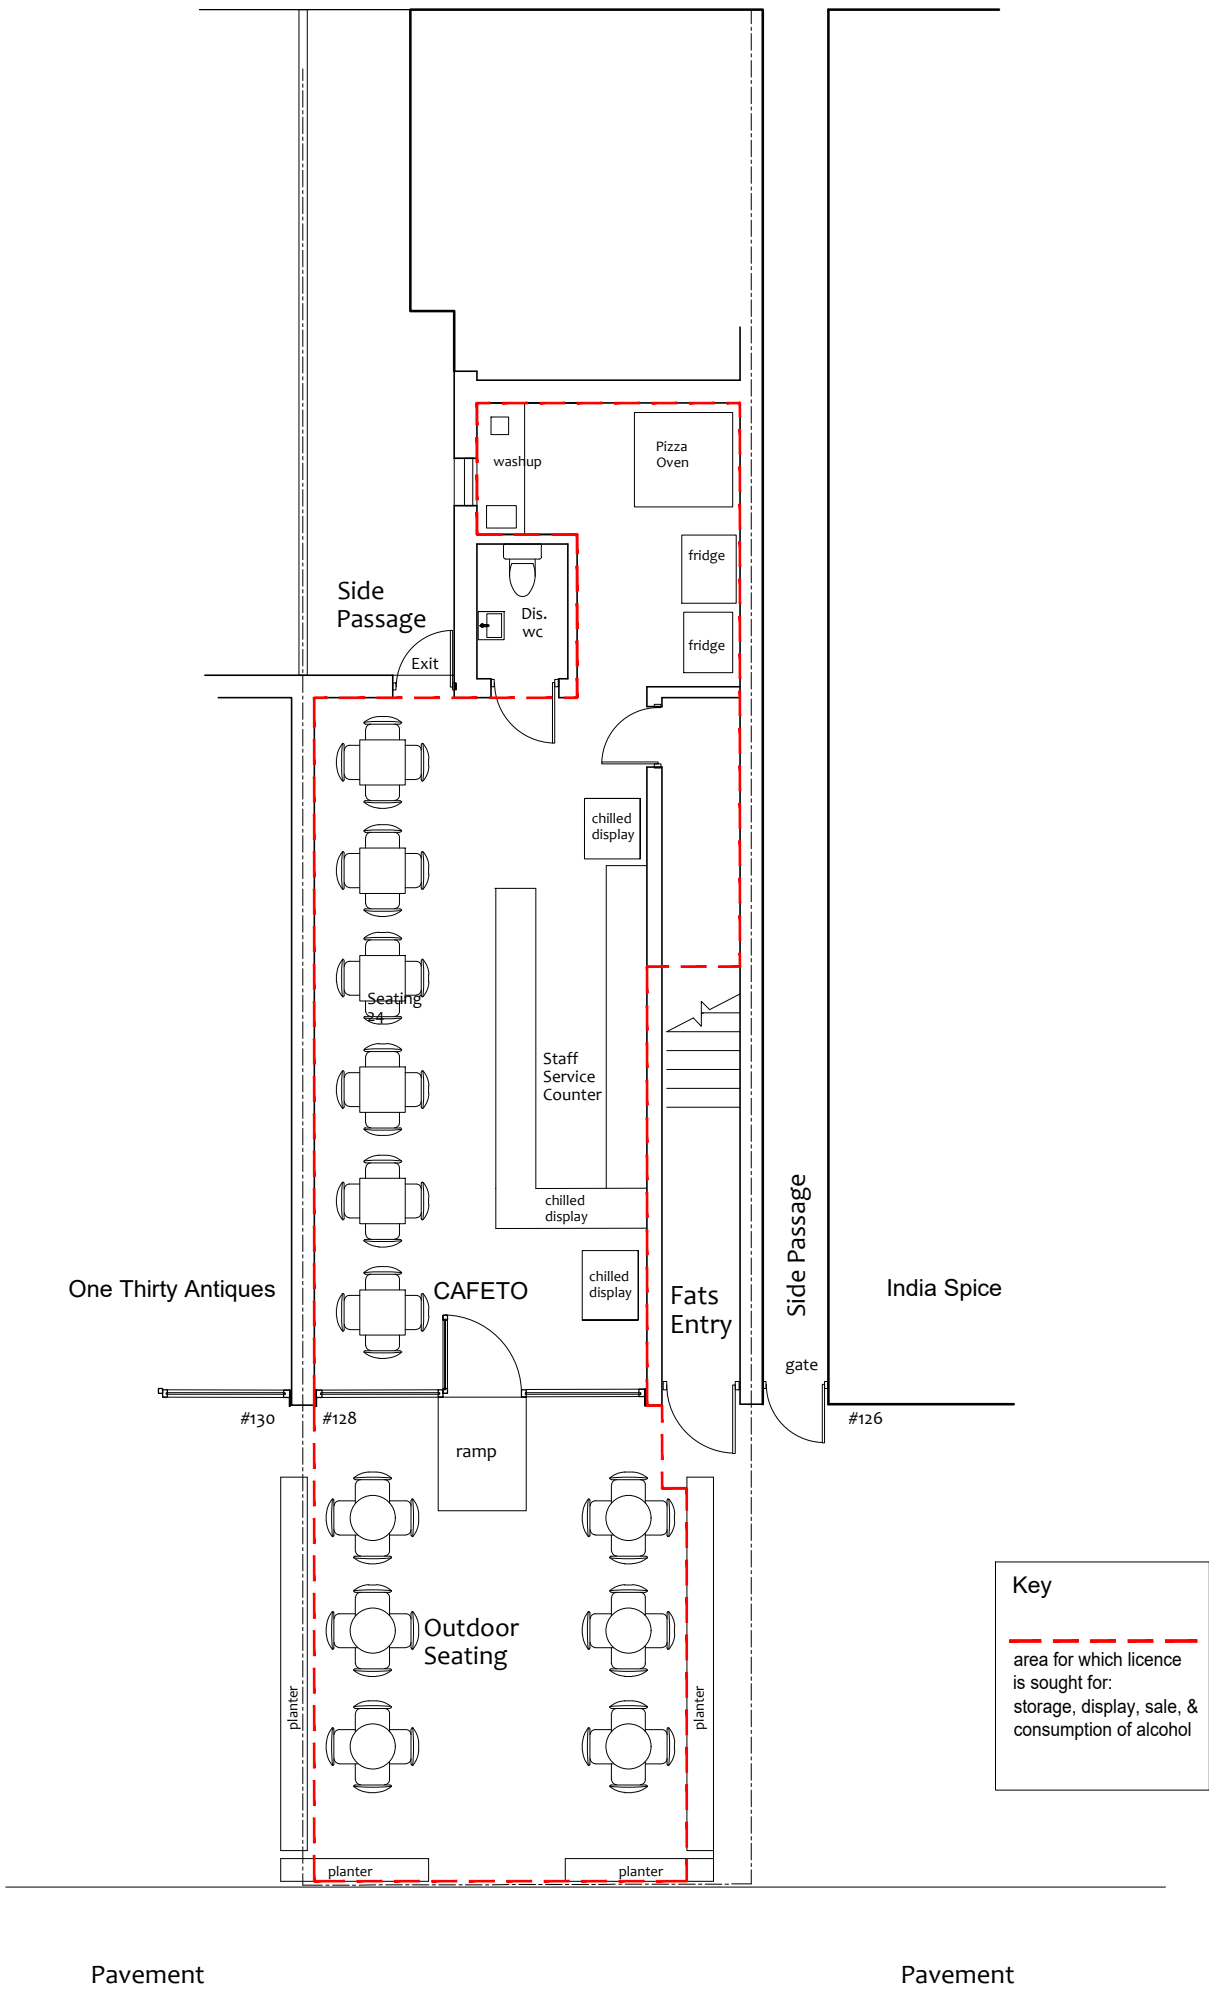 washup
Pizza
Oven
fridge
Side
Passage
Dis.
wc
fridge
Exit
chilled
display
Seating
24
Staff
Service
Counter
chilled
display
Side Passage
One Thirty Antiques
CAFETO
chilled
display
Fats
Entry
India Spice
gate
#130
#128
#126
ramp
Key
area for which licence
is sought for:
storage, display, sale, &
consumption of alcohol
Outdoor
Seating
planter
planter
planter
planter
Pavement
Pavement